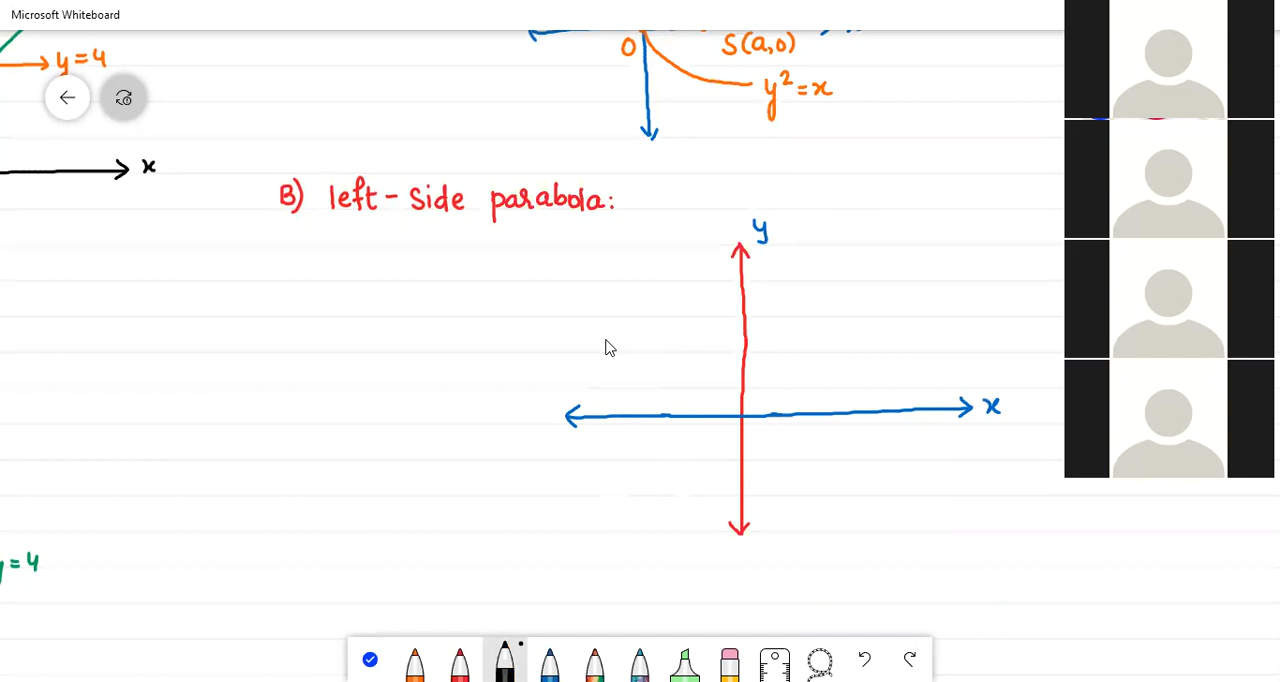 Microsoft Whiteboard
y=4
O
S(a,0)
y²=x
x
B) left-side parabola:
y
x
y=4